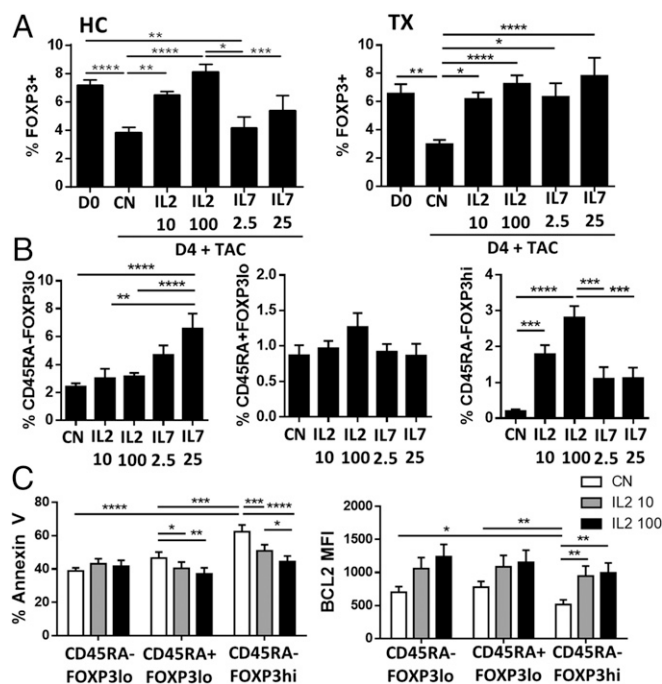 A
HC
TX
% FOXP3+
10
8
6
4
2
0
**
****
* ***
**** **
D0 CN IL2 IL2 IL7 IL7
10 100 2.5 25
D4 + TAC
% FOXP3+
10
8
6
4
2
0
****
*
****
** *
D0 CN IL2 IL2 IL7 IL7
10 100 2.5 25
D4 + TAC
B
% CD45RA-FOXP3lo
10
8
6
4
2
0
****
****
**
CN IL2 IL2 IL7 IL7
10 100 2.5 25
% CD45RA+FOXP3lo
2.0
1.5
1.0
0.5
0.0
CN IL2 IL2 IL7 IL7
10 100 2.5 25
% CD45RA-FOXP3hi
4
3
2
1
0
**** ***
*** ***
CN IL2 IL2 IL7 IL7
10 100 2.5 25
C
% Annexin V
80
60
40
20
0
*** ***
**** ****
* ** *
CD45RA- CD45RA+ CD45RA-
FOXP3lo FOXP3lo FOXP3hi
BCL2 MFI
2000
1500
1000
500
0
CN
IL2 10
IL2 100
* **
**
**
CD45RA- CD45RA+ CD45RA-
FOXP3lo FOXP3lo FOXP3hi